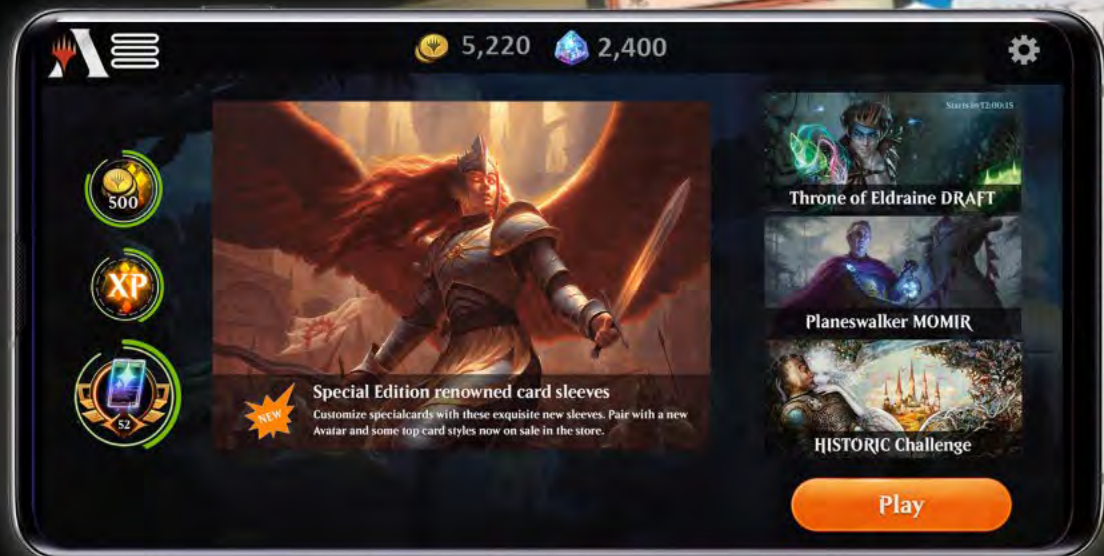 5,220
2,400
500
XP
52
NEW
Special Edition renowned card sleeves
Customize specialcards with these exquisite new sleeves. Pair with a new
Avatar and some top card styles now on sale in the store.
Starts in 12:00:15
Throne of Eldraine DRAFT
Planeswalker MOMIR
HISTORIC Challenge
Play